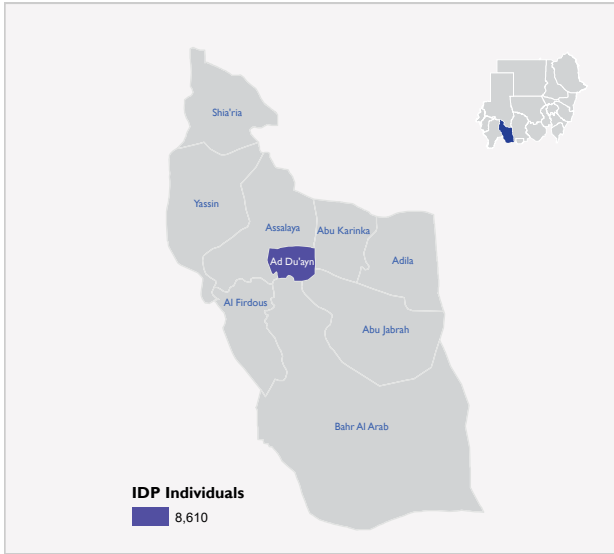 Shia'ria
Yassin
Assalaya
Abu Karinka
Ad Du'ayn
Adila
Al Firdous
Abu Jabrah
Bahr Al Arab
IDP Individuals
8,610